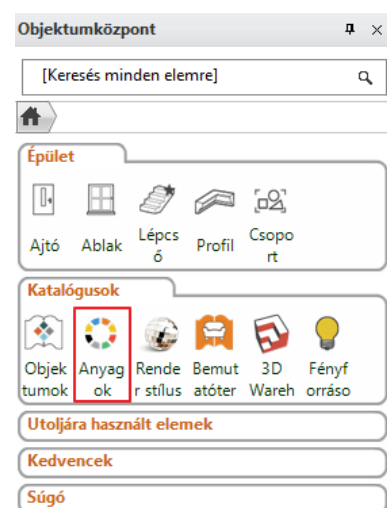 Objektumközpont
[Keresés minden elemre]
Épület
Ajtó Ablak Lépcs
ő Profil Csopo
rt
Katalógusok
Objek
tumok Anyag
ok Rende
r stílus Bemut
atóter 3D
Wareh Fényf
orráso
Utoljára használt elemek
Kedvencek
Súgó